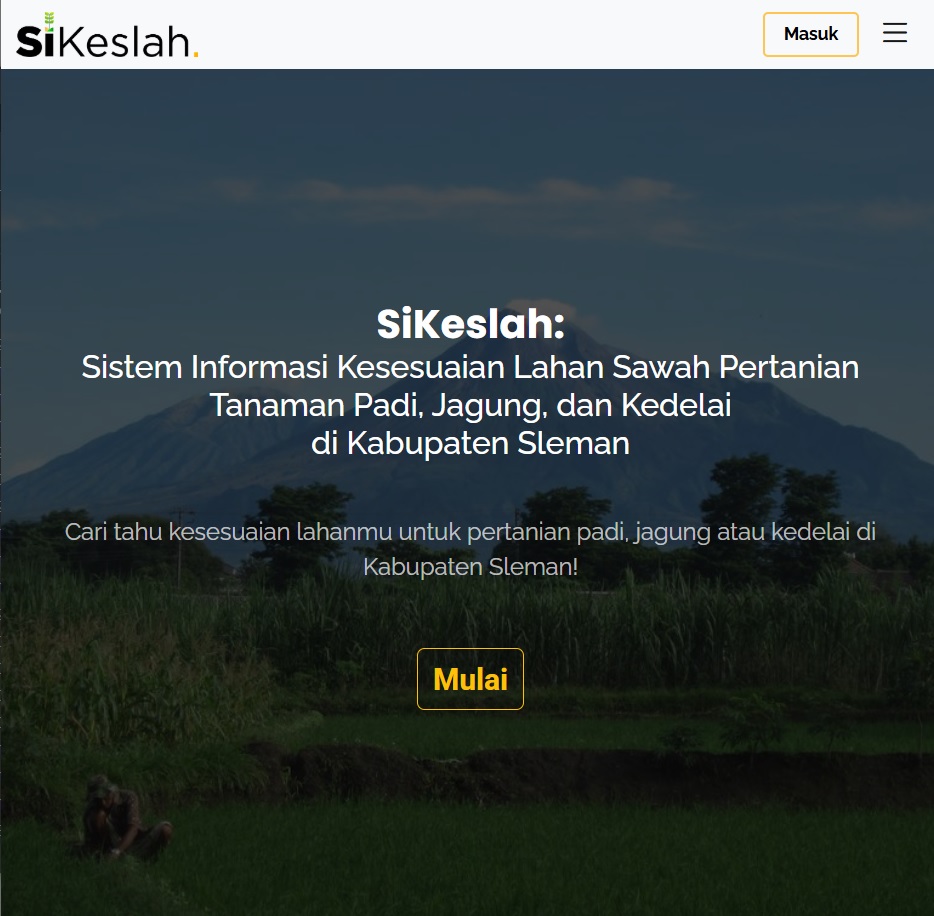 SiKeslah.
Masuk
SiKeslah:
Sistem Informasi Kesesuaian Lahan Sawah Pertanian
Tanaman Padi, Jagung, dan Kedelai
di Kabupaten Sleman
Cari tahu kesesuaian lahanmu untuk pertanian padi, jagung atau kedelai di
Kabupaten Sleman!
Mulai